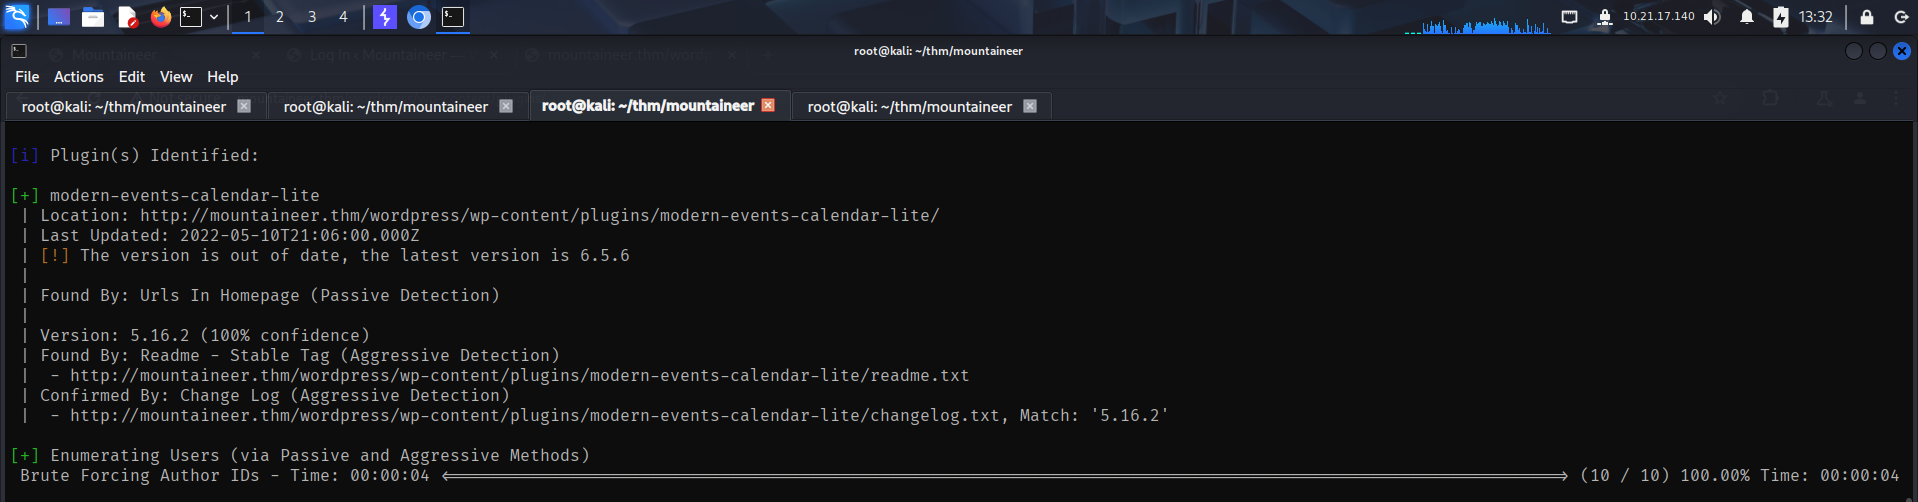 1 2 3 4 10.21.17.140 13:32
root@kali: ~/thm/mountaineer
File Actions Edit View Help
root@kali: ~/thm/mountaineer root@kali: ~/thm/mountaineer root@kali: ~/thm/mountaineer root@kali: ~/thm/mountaineer
[i] Plugin(s) Identified:
[+] modern-events-calendar-lite
| Location: http://mountaineer.thm/wordpress/wp-content/plugins/modern-events-calendar-lite/
| Last Updated: 2022-05-10T21:06:00.000Z
| [!] The version is out of date, the latest version is 6.5.6
|
| Found By: Urls In Homepage (Passive Detection)
|
| Version: 5.16.2 (100% confidence)
| Found By: Readme - Stable Tag (Aggressive Detection)
|  - http://mountaineer.thm/wordpress/wp-content/plugins/modern-events-calendar-lite/readme.txt
| Confirmed By: Change Log (Aggressive Detection)
|  - http://mountaineer.thm/wordpress/wp-content/plugins/modern-events-calendar-lite/changelog.txt, Match: '5.16.2'
[+] Enumerating Users (via Passive and Aggressive Methods)
Brute Forcing Author IDs - Time: 00:00:04 <==================> (10 / 10) 100.00% Time: 00:00:04